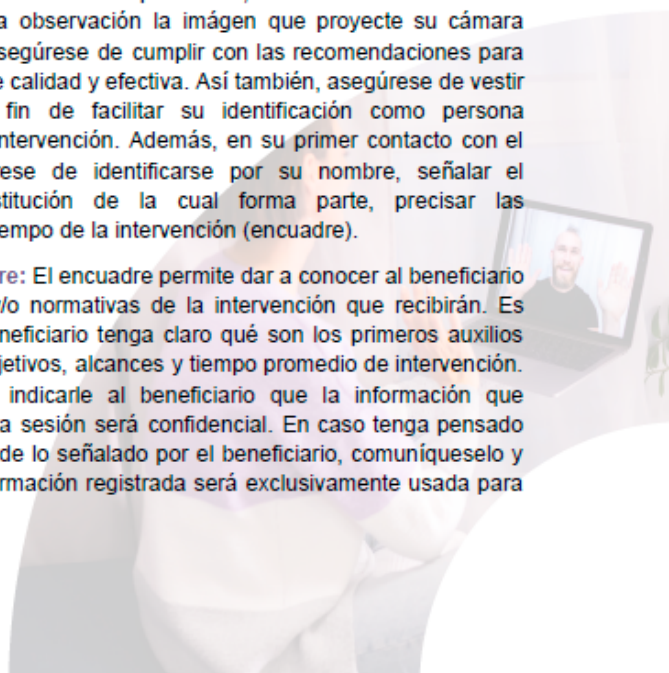 a observación la imágen que proyecte su cámara
segúrese de cumplir con las recomendaciones para
e calidad y efectiva. Así también, asegúrese de vestir
fin de facilitar su identificación como persona
ntervención. Además, en su primer contacto con el
rese de identificarse por su nombre, señalar el
stitución de la cual forma parte, precisar las
empo de la intervención (encuadre).
re: El encuadre permite dar a conocer al beneficiario
/o normativas de la intervención que recibirán. Es
neficiario tenga claro qué son los primeros auxilios
jetivos, alcances y tiempo promedio de intervención.
indicarle al beneficiario que la información que
a sesión será confidencial. En caso tenga pensado
de lo señalado por el beneficiario, comuníqueselo y
rmación registrada será exclusivamente usada para